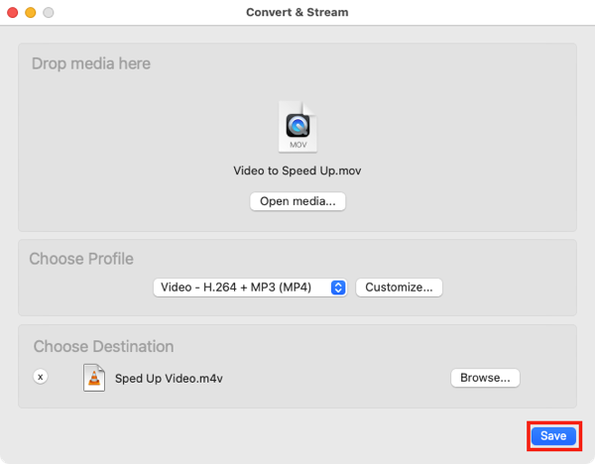 Convert & Stream
Drop media here
MOV
Video to Speed Up.mov
Open media...
Choose Profile
Video - H.264 + MP3 (MP4)
Customize...
Choose Destination
x
Sped Up Video.m4v
Browse...
Save